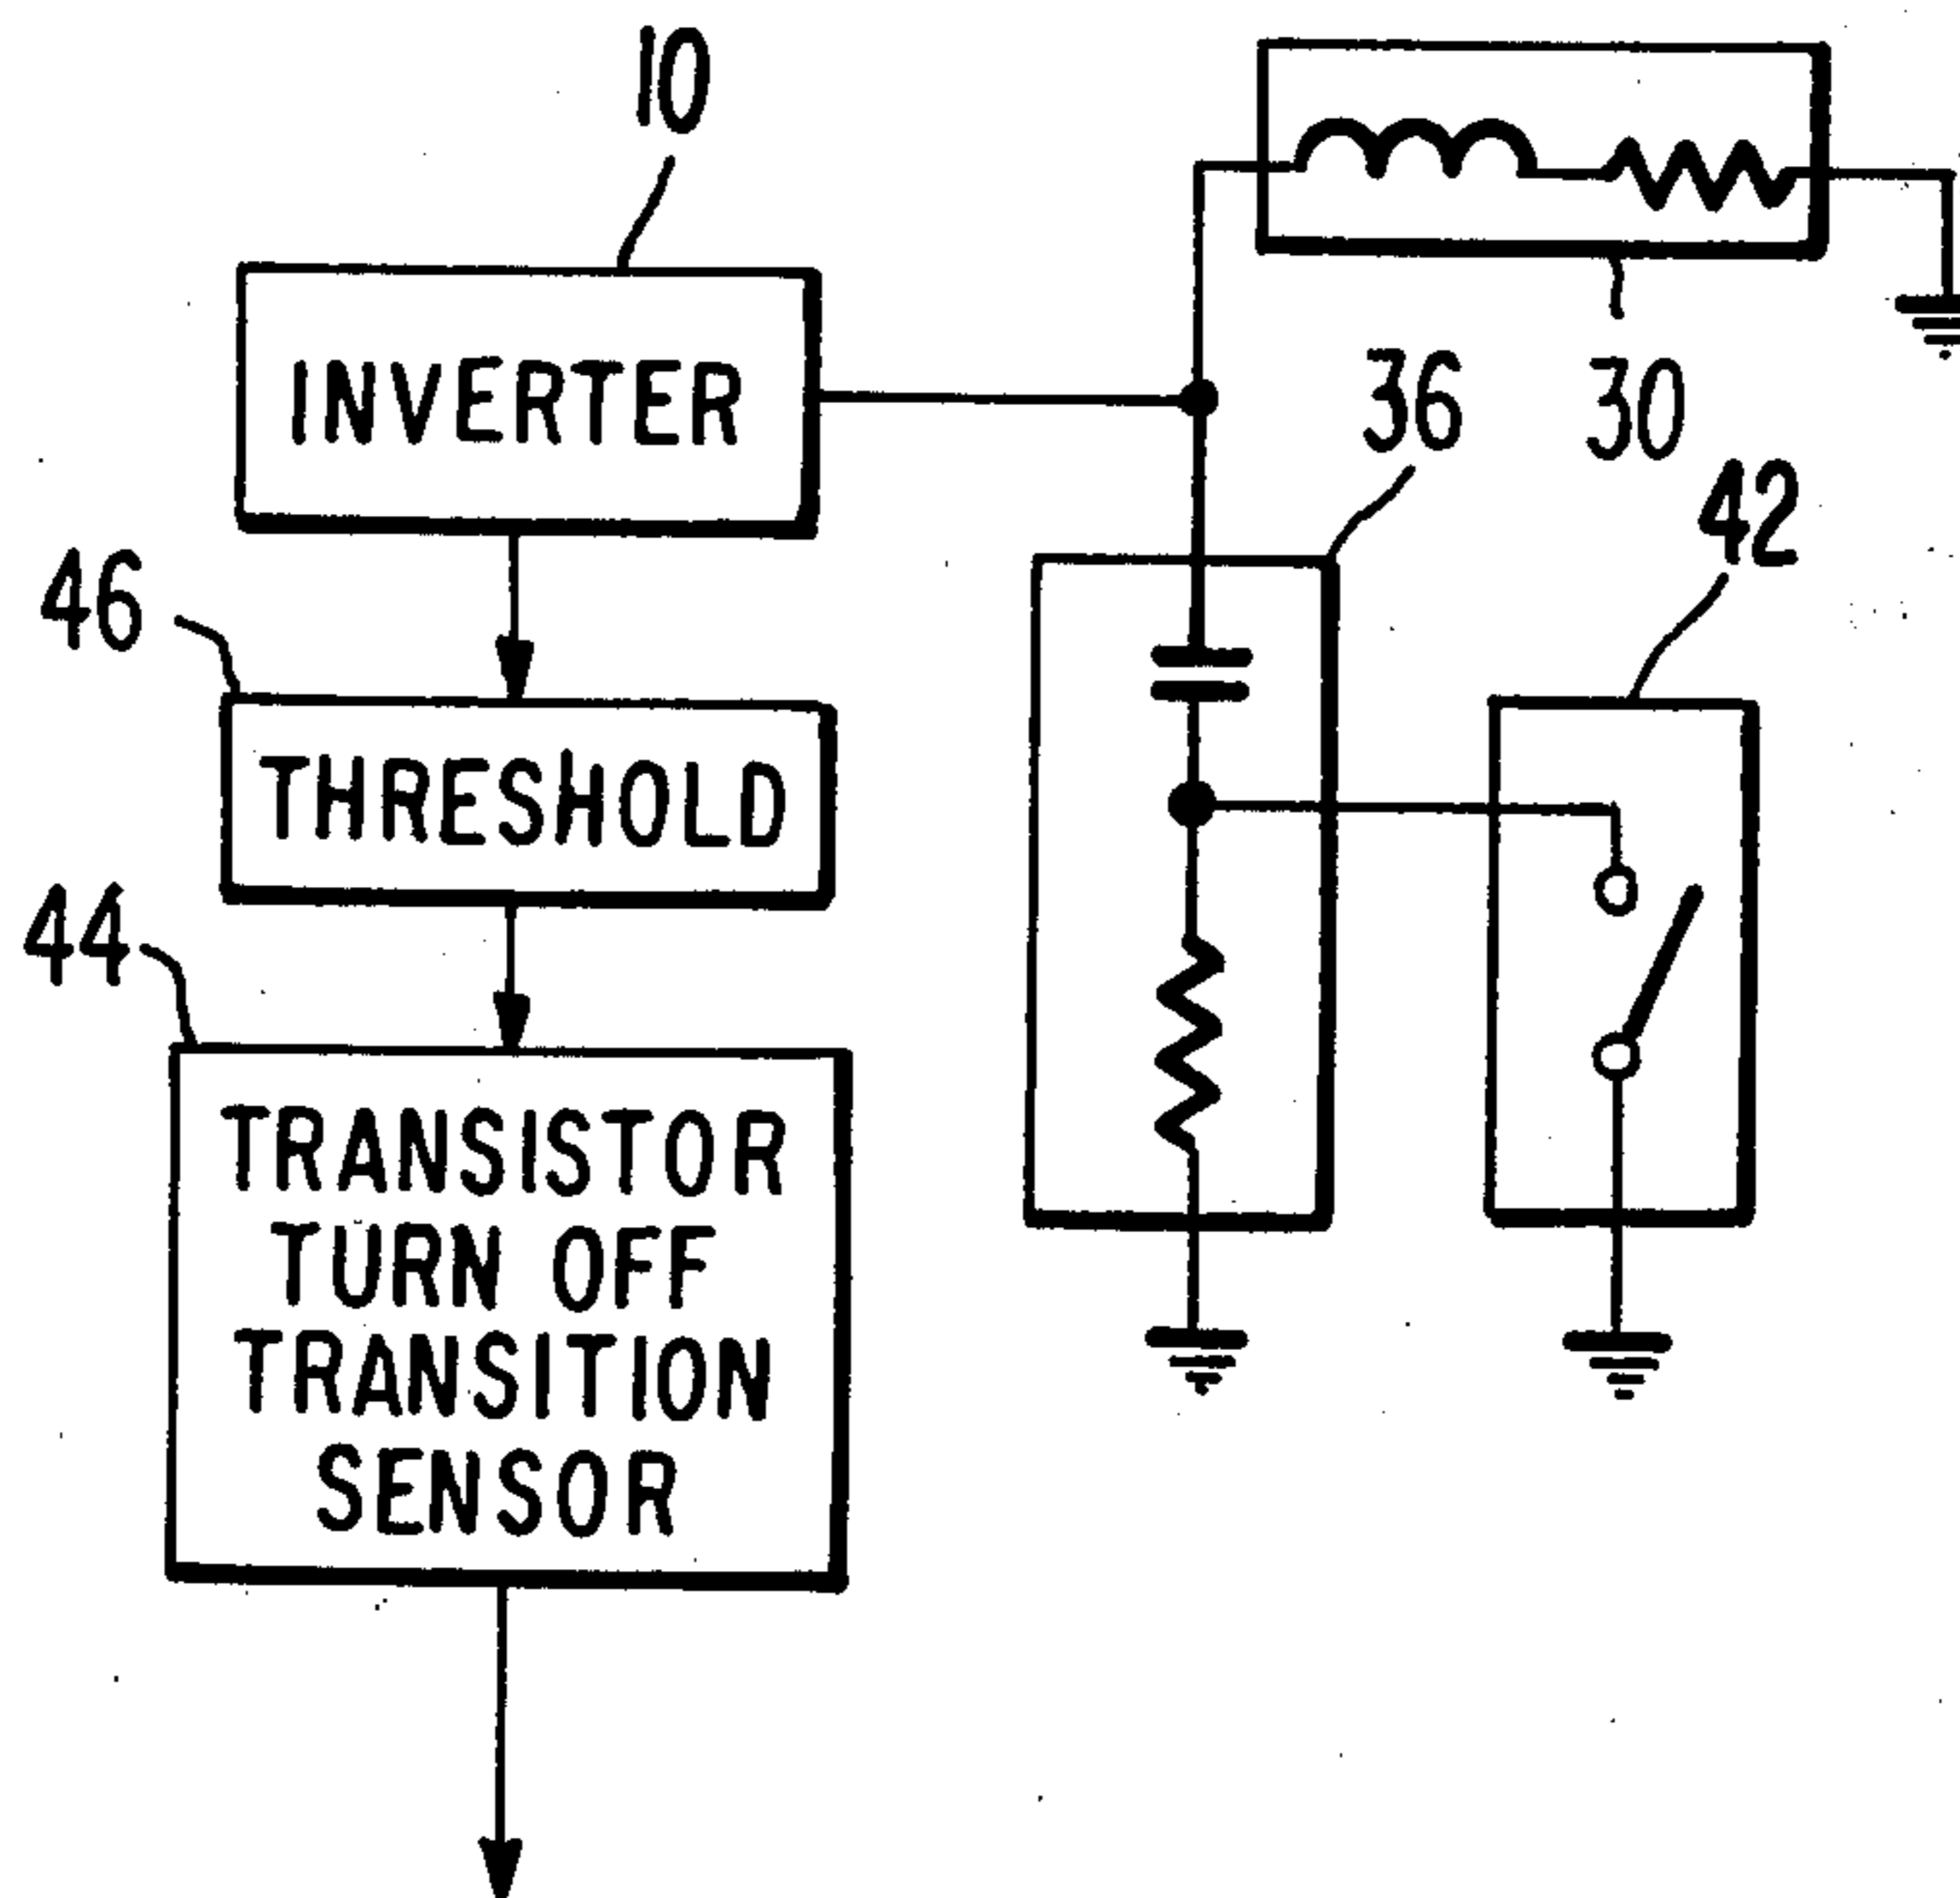 10
INVERTER
36
30
42
46
THRESHOLD
44
TRANSISTOR
TURN OFF
TRANSITION
SENSOR